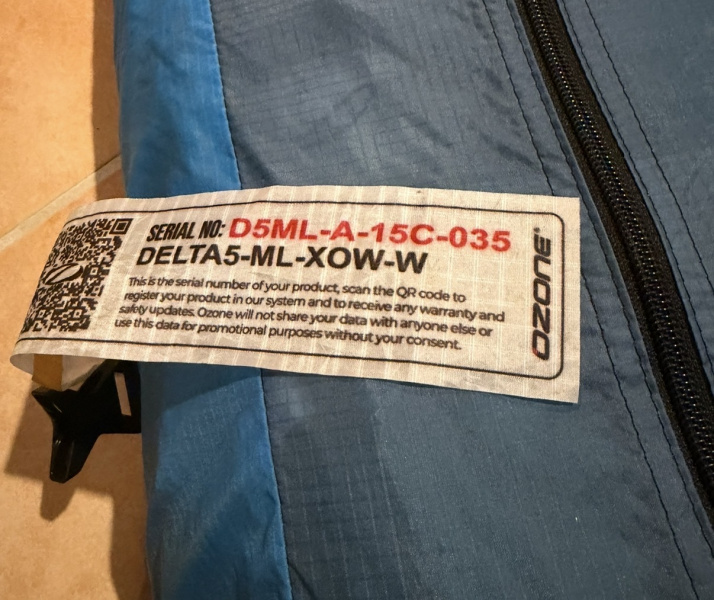 SERIAL NO: D5ML-A-15C-035
DELTA5-ML-XOW-W
This is the serial number of your product, scan the QR code to
register your product in our system and to receive any warranty and
safety updates. Ozone will not share your data with anyone else or
use this data for promotional purposes without your consent.
OZONE